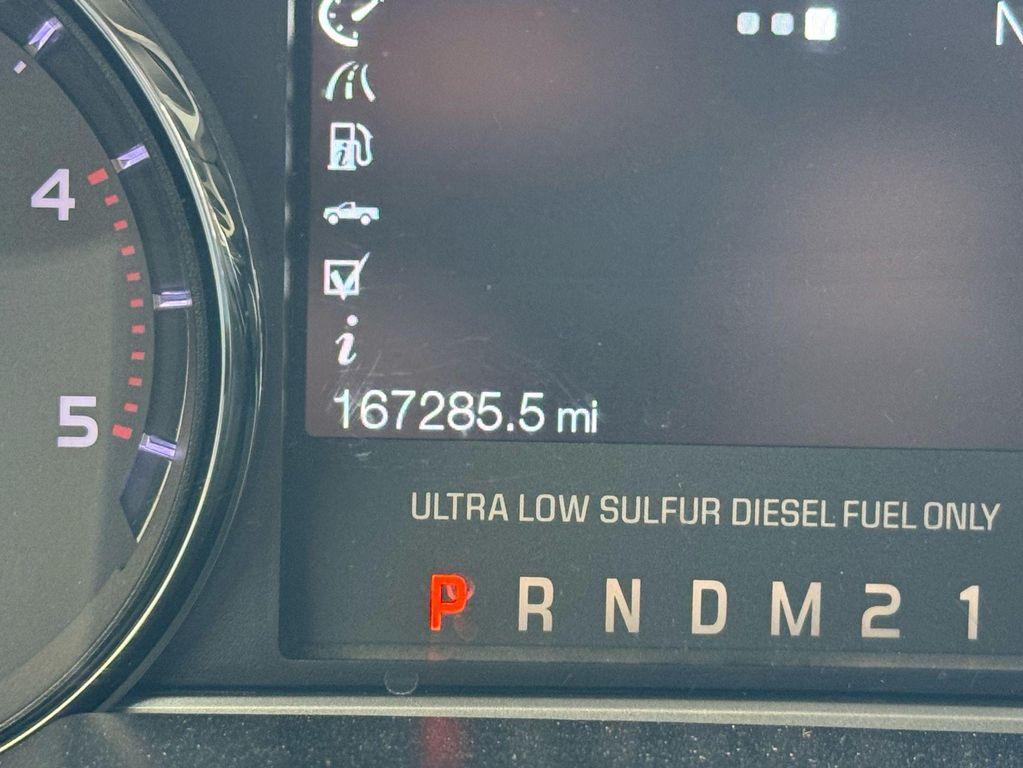 N
4
i
5
167285.5 mi
ULTRA LOW SULFUR DIESEL FUEL ONLY
P R N D M 2 1